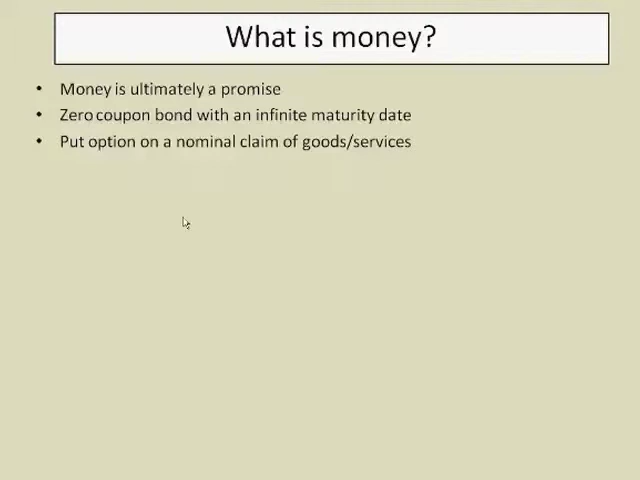 What is money?
• Money is ultimately a promise
• Zero coupon bond with an infinite maturity date
• Put option on a nominal claim of goods/services